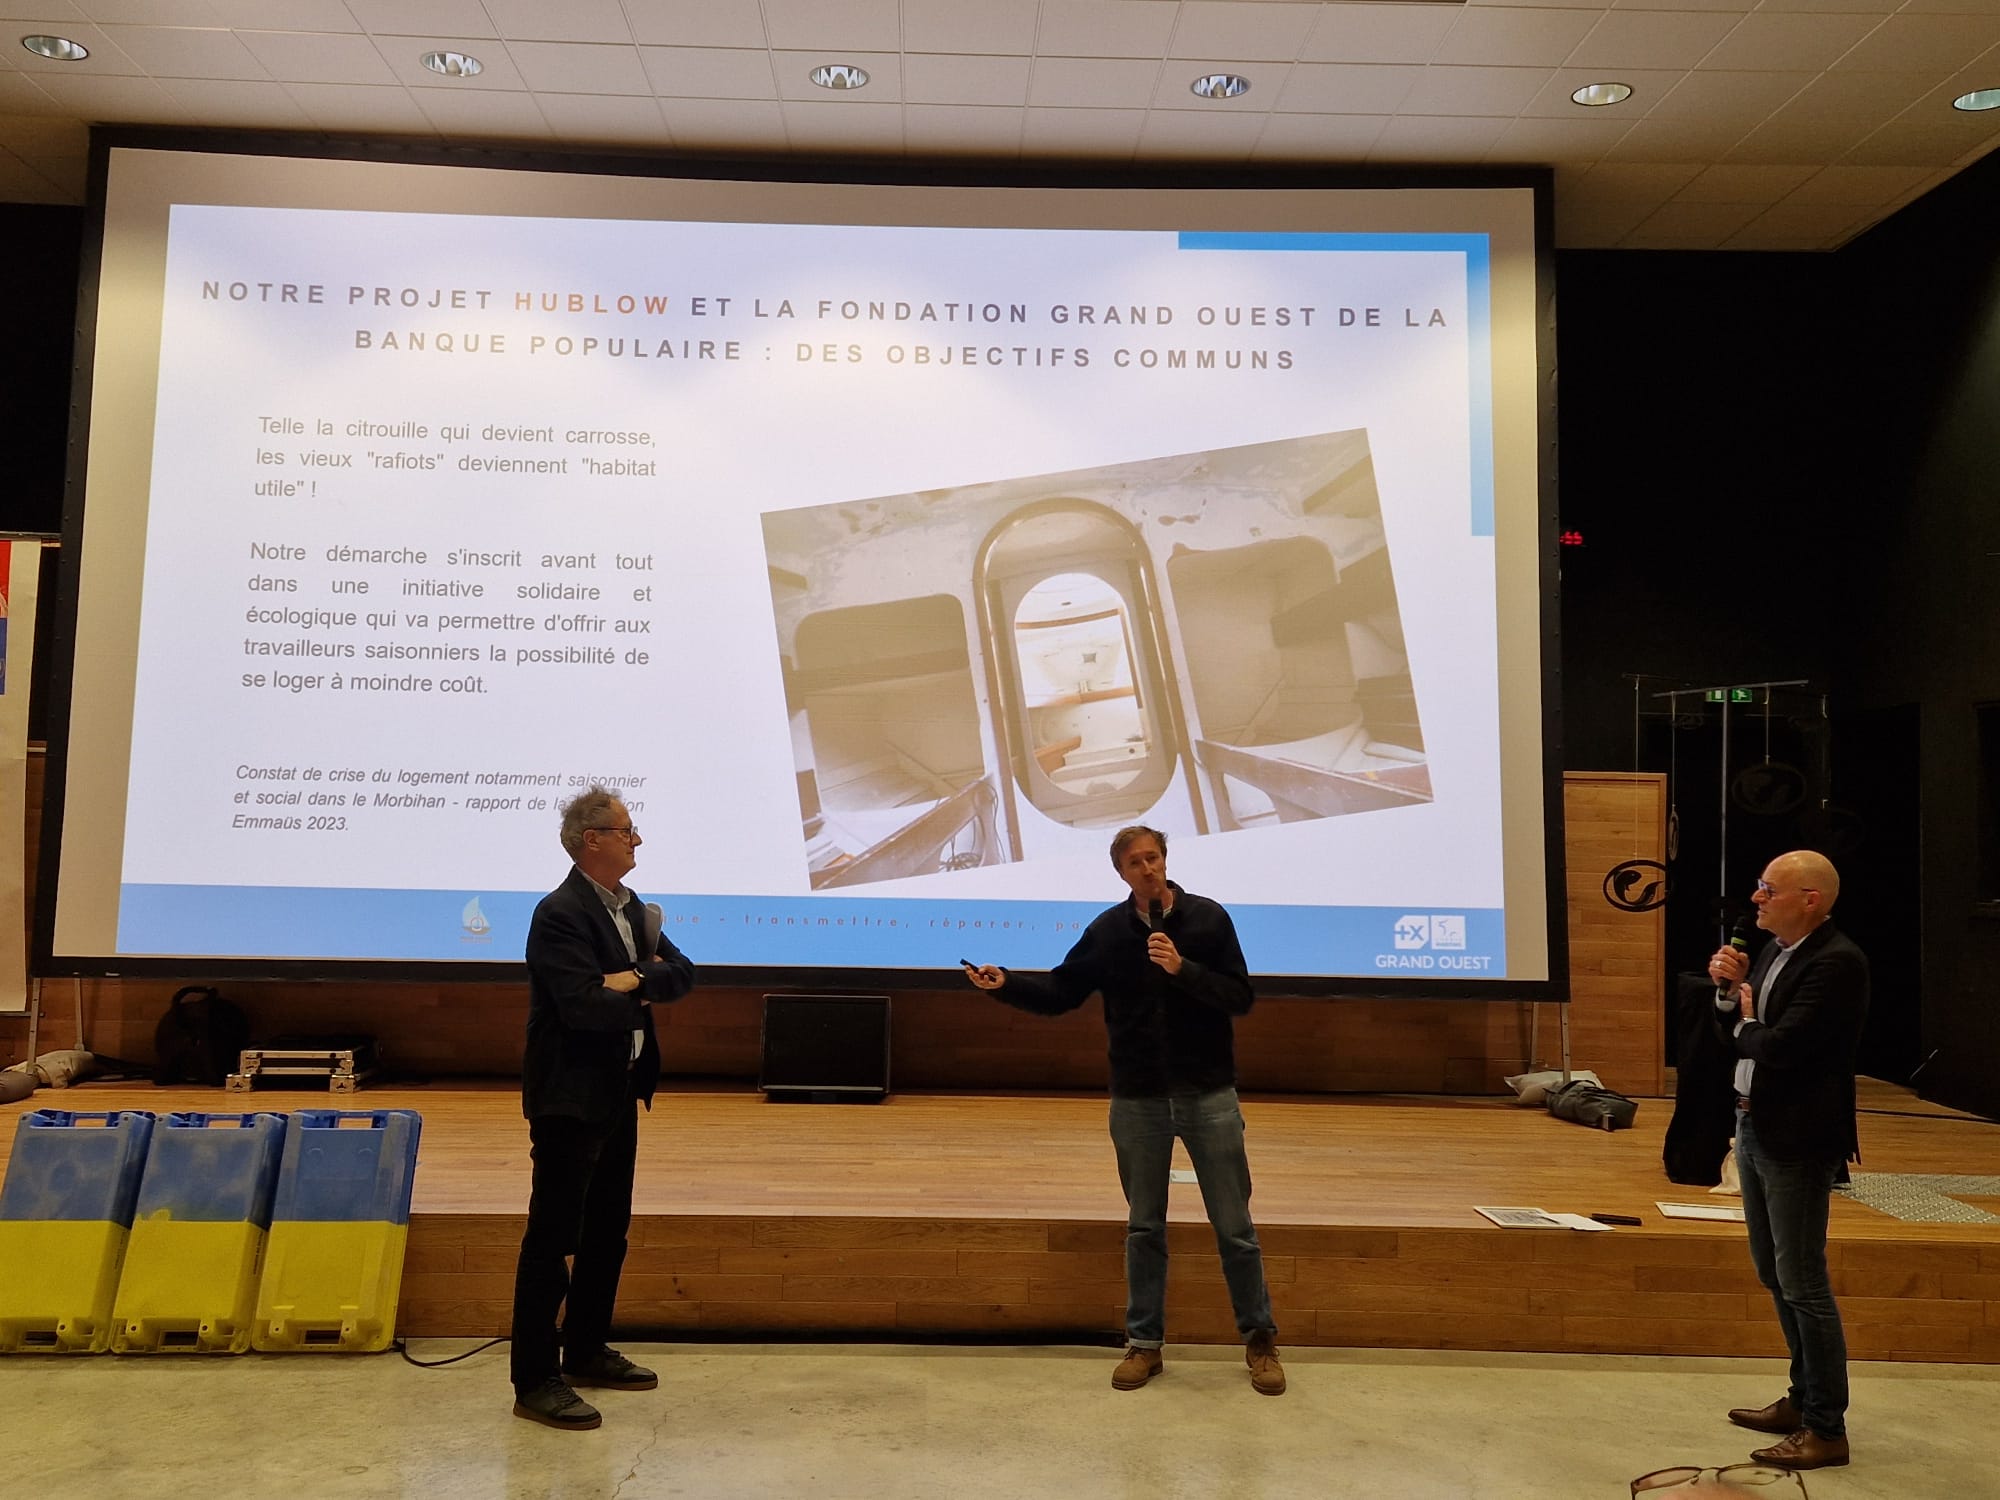 NOTRE PROJET HUBLOW ET LA FONDATION GRAND OUEST DE LA
BANQUE POPULAIRE : DES OBJECTIFS COMMUNS
Telle la citrouille qui devient carrosse,
les vieux "rafiots" deviennent "habitat
utile" !
Notre démarche s'inscrit avant tout
dans une initiative solidaire et
écologique qui va permettre d'offrir aux
travailleurs saisonniers la possibilité de
se loger à moindre coût.
Constat de crise du logement notamment saisonnier
et social dans le Morbihan - rapport de la
Emmaüs 2023.
- transmettre, réparer,
+X
GRAND OUEST